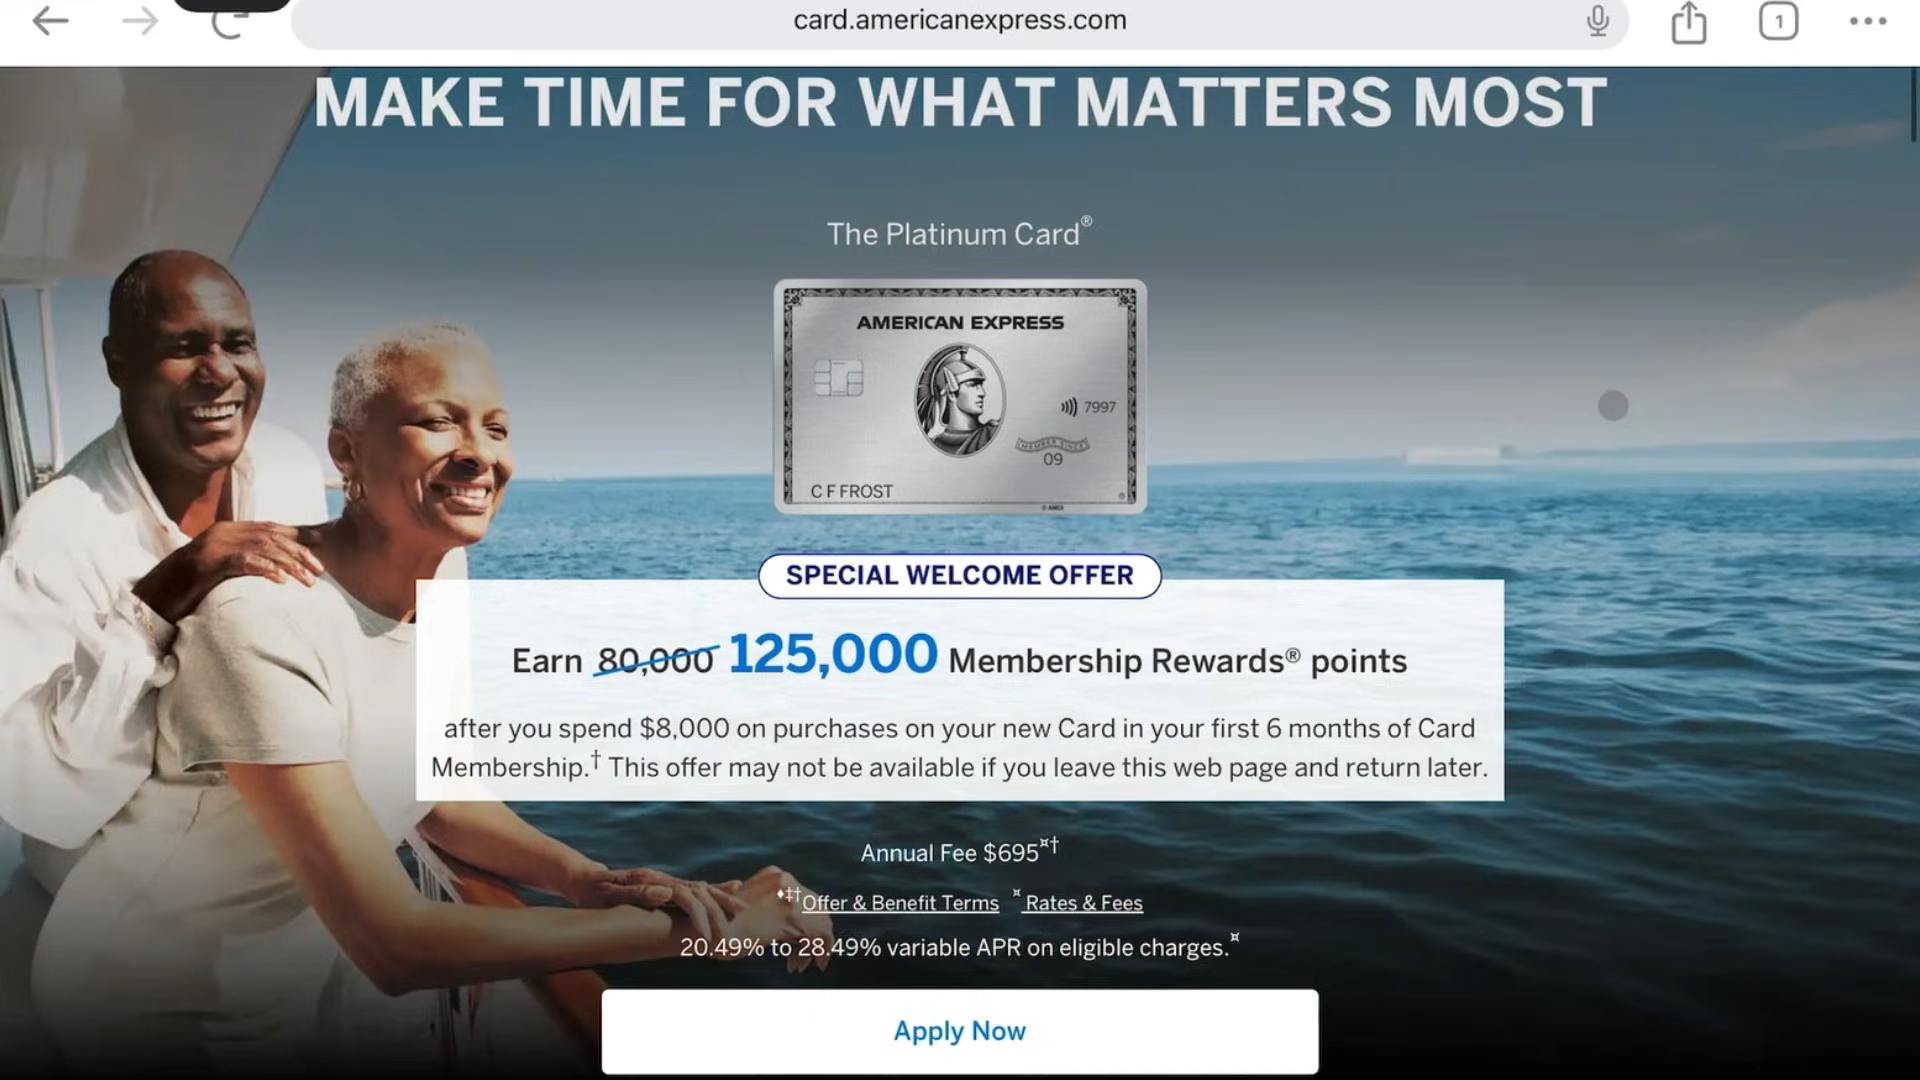 card.americanexpress.com
1
MAKE TIME FOR WHAT MATTERS MOST
The Platinum Card®
AMERICAN EXPRESS
7997
MEMBER SINCE
09
C F FROST
© AMEX
SPECIAL WELCOME OFFER
Earn 80,000 125,000 Membership Rewards® points
after you spend $8,000 on purchases on your new Card in your first 6 months of Card
Membership.† This offer may not be available if you leave this web page and return later.
Annual Fee $695¤†
♦‡†Offer & Benefit Terms ¤ Rates & Fees
20.49% to 28.49% variable APR on eligible charges.¤
Apply Now